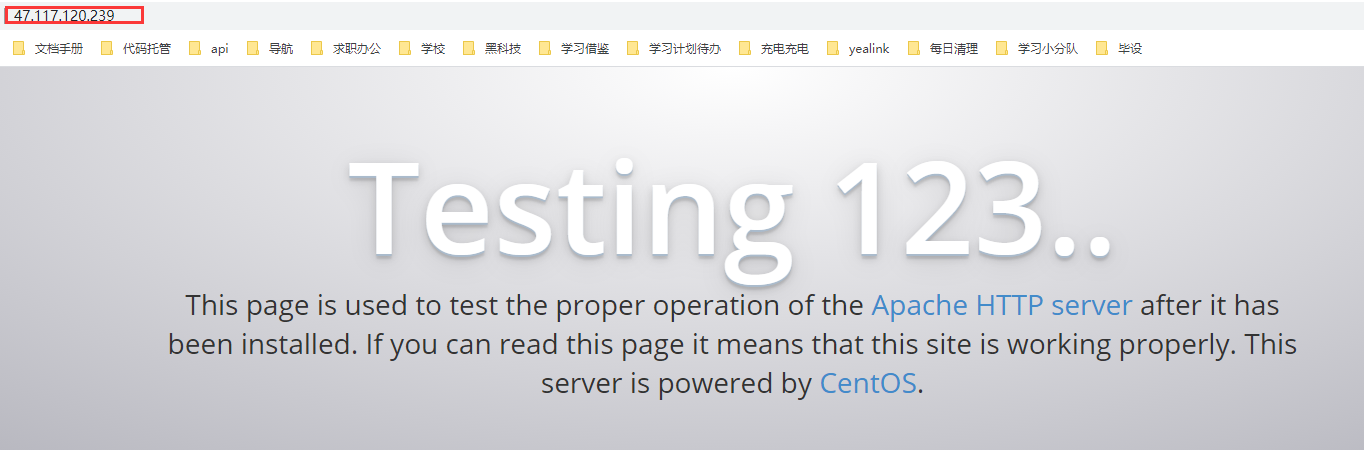 47.117.120.239
文档手册 代码托管 api 导航 求职办公 学校 黑科技 学习借鉴 学习计划待办 充电充电 yealink 每日清理 学习小分队 毕设
Testing 123..
This page is used to test the proper operation of the Apache HTTP server after it has
been installed. If you can read this page it means that this site is working properly. This
server is powered by CentOS.